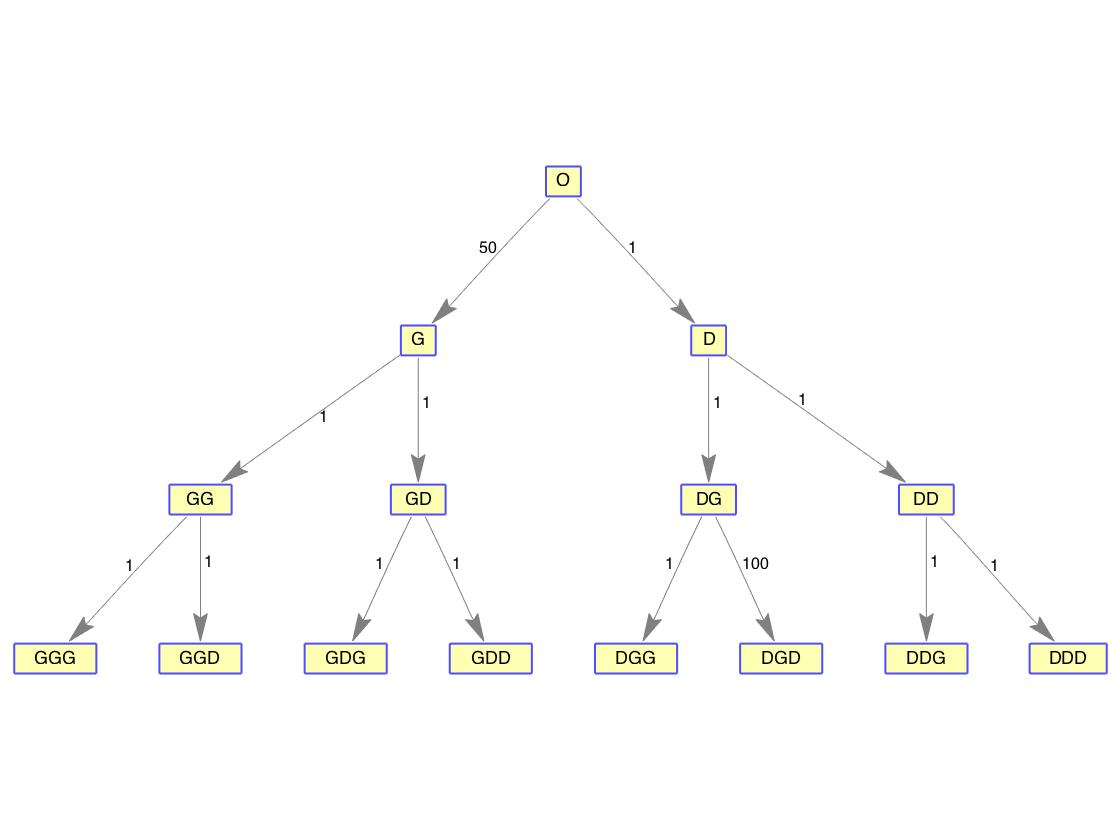 O
50 1
G D
1 1 1 1
GG GD DG DD
1 1 1 1 1 100 1 1
GGG GGD GDG GDD DGG DGD DDG DDD